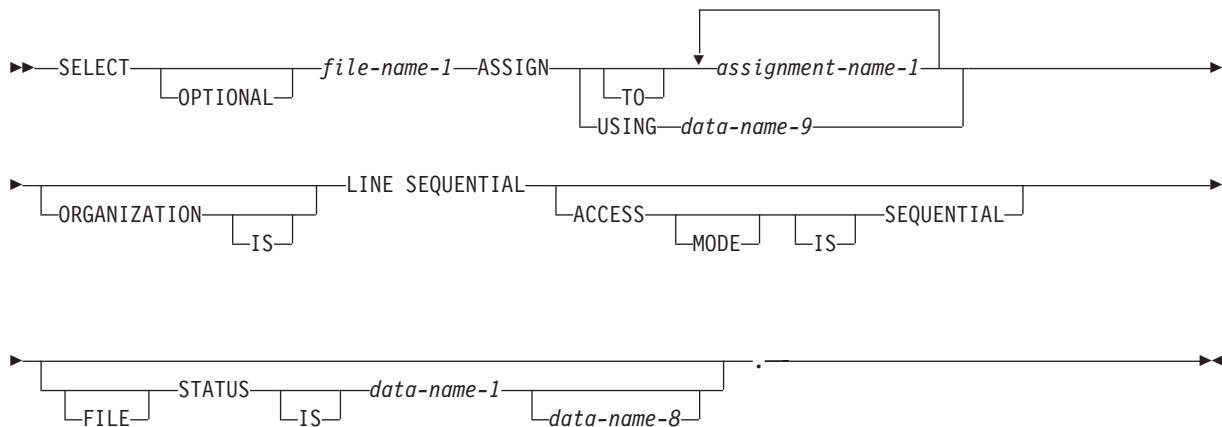 SELECT file-name-1 ASSIGN assignment-name-1
OPTIONAL TO
USING data-name-9
LINE SEQUENTIAL
ORGANIZATION ACCESS SEQUENTIAL
IS MODE IS
.
STATUS data-name-1
FILE IS data-name-8